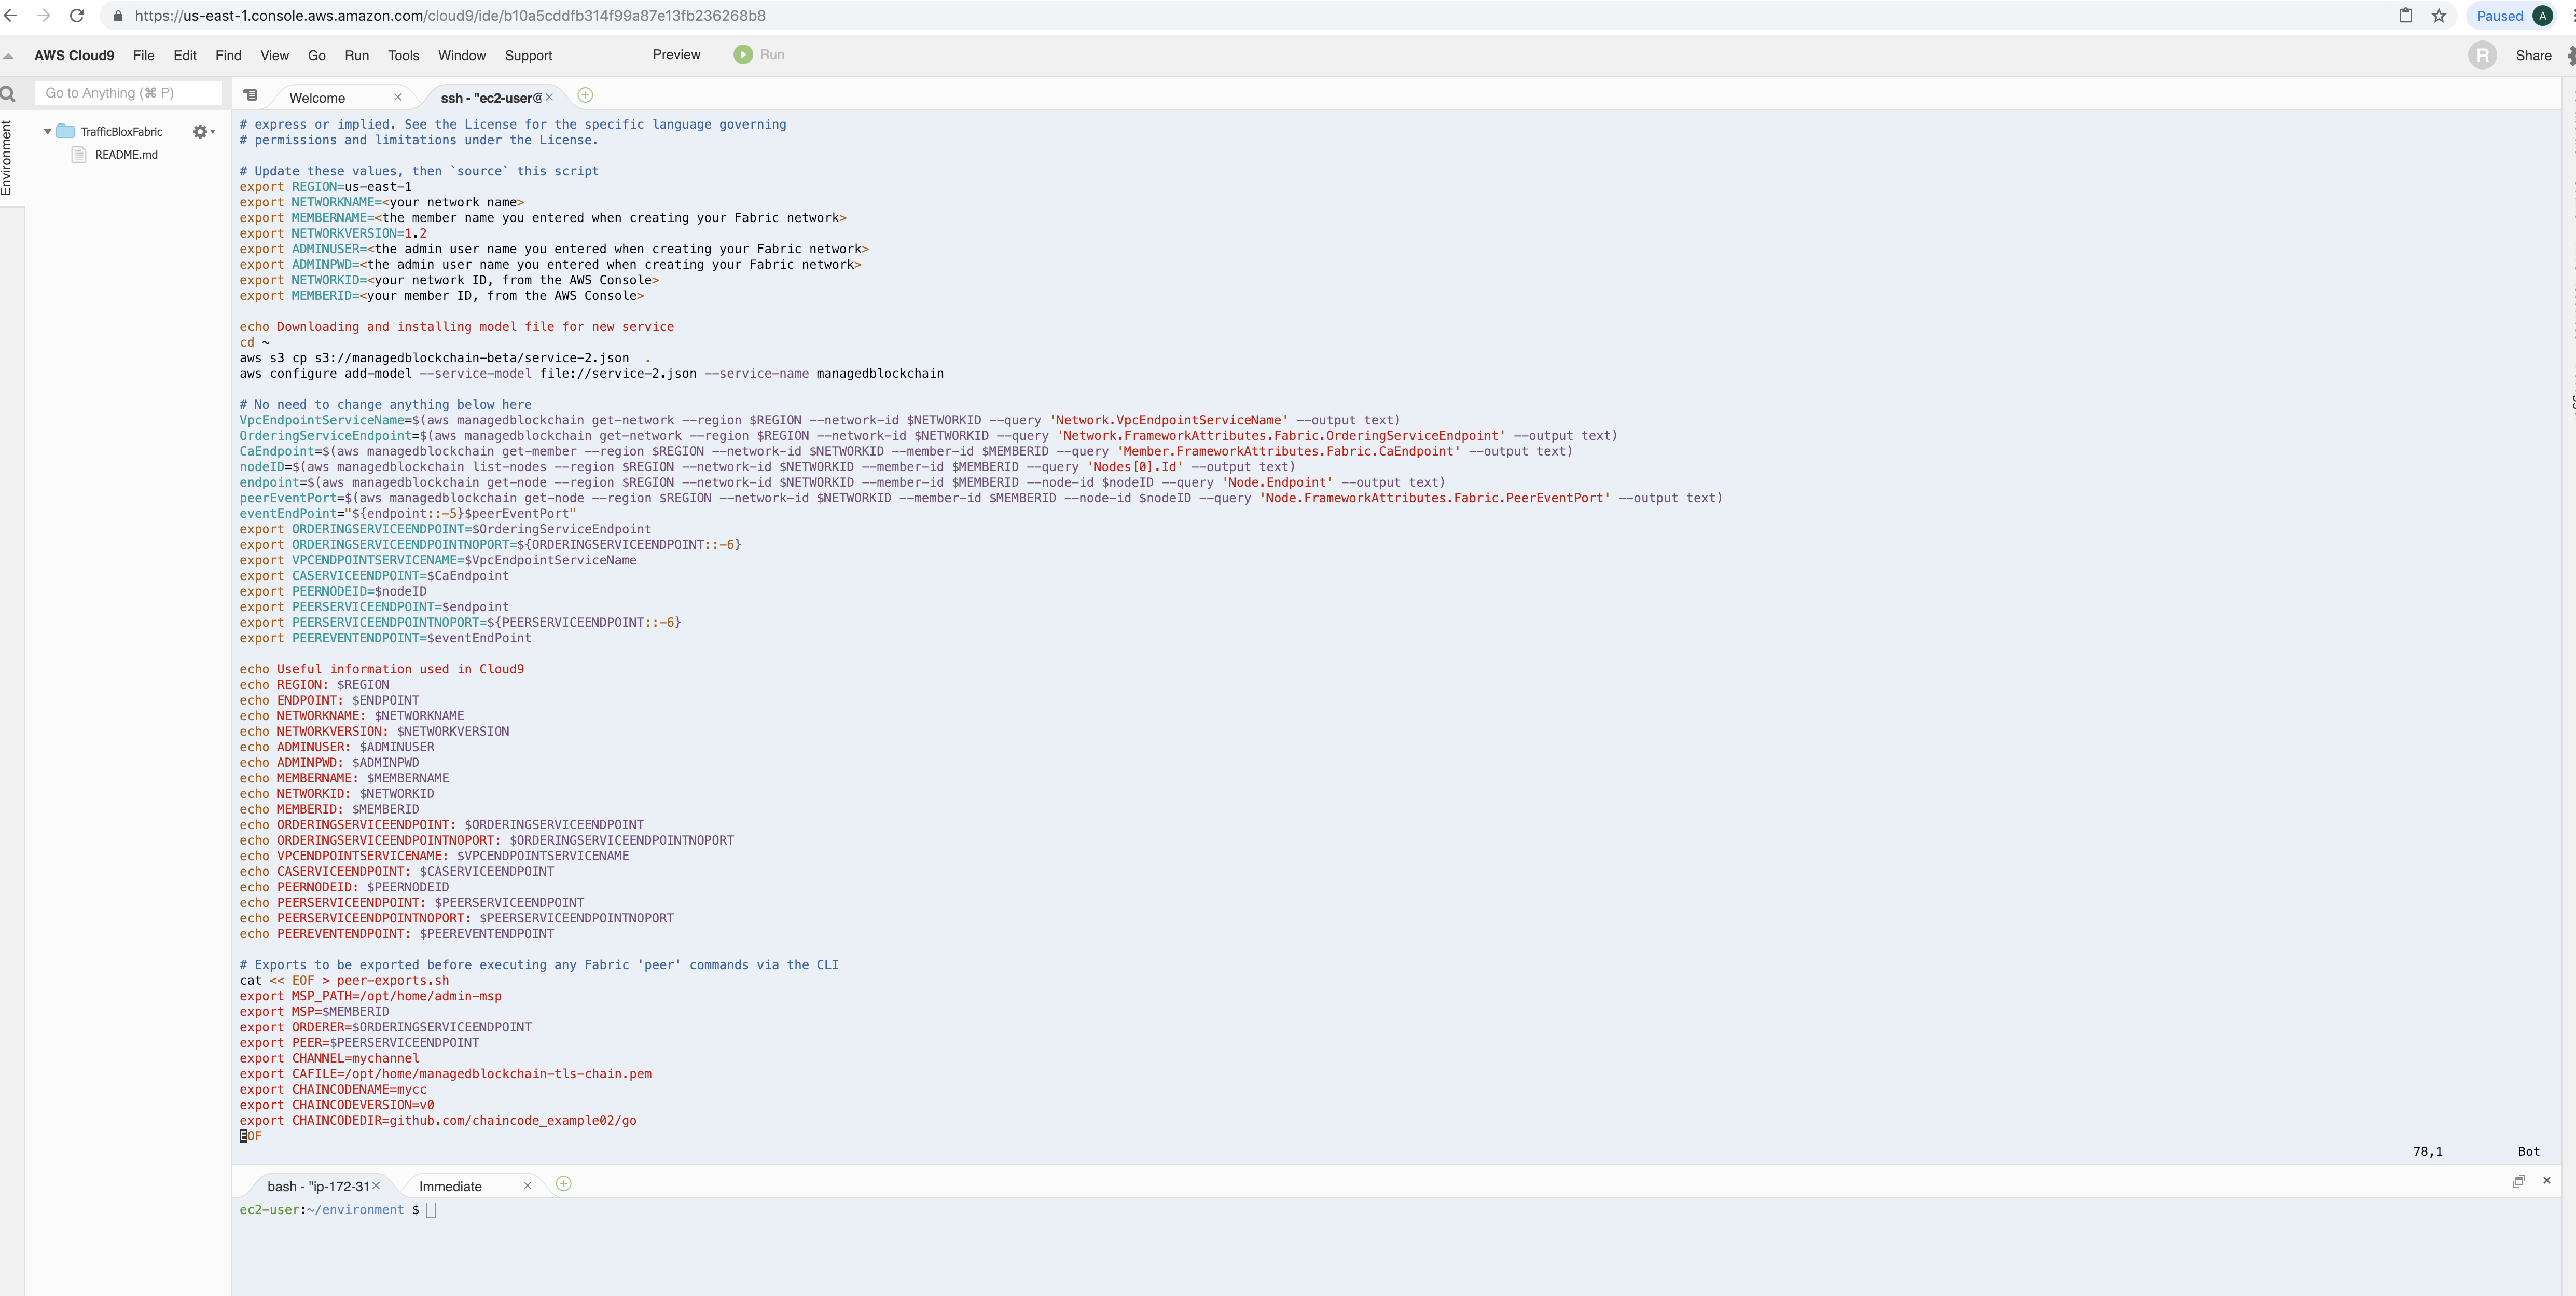 https://us-east-1.console.aws.amazon.com/cloud9/ide/b10a5cddfb314f99a87e13fb236268b8
Paused A
AWS Cloud9 File Edit Find View Go Run Tools Window Support Preview Run R Share
Go to Anything (⌘ P)
Welcome
ssh - "ec2-user@
Environment
TrafficBloxFabric
README.md
# express or implied. See the License for the specific language governing
# permissions and limitations under the License.
# Update these values, then `source` this script
export REGION=us-east-1
export NETWORKNAME=<your network name>
export MEMBERNAME=<the member name you entered when creating your Fabric network>
export NETWORKVERSION=1.2
export ADMINUSER=<the admin user name you entered when creating your Fabric network>
export ADMINPWD=<the admin user name you entered when creating your Fabric network>
export NETWORKID=<your network ID, from the AWS Console>
export MEMBERID=<your member ID, from the AWS Console>
echo Downloading and installing model file for new service
cd ~
aws s3 cp s3://managedblockchain-beta/service-2.json  .
aws configure add-model --service-model file://service-2.json --service-name managedblockchain
# No need to change anything below here
VpcEndpointServiceName=$(aws managedblockchain get-network --region $REGION --network-id $NETWORKID --query 'Network.VpcEndpointServiceName' --output text)
OrderingServiceEndpoint=$(aws managedblockchain get-network --region $REGION --network-id $NETWORKID --query 'Network.FrameworkAttributes.Fabric.OrderingServiceEndpoint' --output text)
CaEndpoint=$(aws managedblockchain get-member --region $REGION --network-id $NETWORKID --member-id $MEMBERID --query 'Member.FrameworkAttributes.Fabric.CaEndpoint' --output text)
nodeID=$(aws managedblockchain list-nodes --region $REGION --network-id $NETWORKID --member-id $MEMBERID --query 'Nodes[0].Id' --output text)
endpoint=$(aws managedblockchain get-node --region $REGION --network-id $NETWORKID --member-id $MEMBERID --node-id $nodeID --query 'Node.Endpoint' --output text)
peerEventPort=$(aws managedblockchain get-node --region $REGION --network-id $NETWORKID --member-id $MEMBERID --node-id $nodeID --query 'Node.FrameworkAttributes.Fabric.PeerEventPort' --output text)
eventEndPoint="${endpoint::-5}$peerEventPort"
export ORDERINGSERVICEENDPOINT=$OrderingServiceEndpoint
export ORDERINGSERVICEENDPOINTNOPORT=${ORDERINGSERVICEENDPOINT::-6}
export VPCENDPOINTSERVICENAME=$VpcEndpointServiceName
export CASERVICEENDPOINT=$CaEndpoint
export PEERNODEID=$nodeID
export PEERSERVICEENDPOINT=$endpoint
export PEERSERVICEENDPOINTNOPORT=${PEERSERVICEENDPOINT::-6}
export PEEREVENTENDPOINT=$eventEndPoint
echo Useful information used in Cloud9
echo REGION: $REGION
echo ENDPOINT: $ENDPOINT
echo NETWORKNAME: $NETWORKNAME
echo NETWORKVERSION: $NETWORKVERSION
echo ADMINUSER: $ADMINUSER
echo ADMINPWD: $ADMINPWD
echo MEMBERNAME: $MEMBERNAME
echo NETWORKID: $NETWORKID
echo MEMBERID: $MEMBERID
echo ORDERINGSERVICEENDPOINT: $ORDERINGSERVICEENDPOINT
echo ORDERINGSERVICEENDPOINTNOPORT: $ORDERINGSERVICEENDPOINTNOPORT
echo VPCENDPOINTSERVICENAME: $VPCENDPOINTSERVICENAME
echo CASERVICEENDPOINT: $CASERVICEENDPOINT
echo PEERNODEID: $PEERNODEID
echo PEERSERVICEENDPOINT: $PEERSERVICEENDPOINT
echo PEERSERVICEENDPOINTNOPORT: $PEERSERVICEENDPOINTNOPORT
echo PEEREVENTENDPOINT: $PEEREVENTENDPOINT
# Exports to be exported before executing any Fabric 'peer' commands via the CLI
cat << EOF > peer-exports.sh
export MSP_PATH=/opt/home/admin-msp
export MSP=$MEMBERID
export ORDERER=$ORDERINGSERVICEENDPOINT
export PEER=$PEERSERVICEENDPOINT
export CHANNEL=mychannel
export CAFILE=/opt/home/managedblockchain-tls-chain.pem
export CHAINCODENAME=mycc
export CHAINCODEVERSION=v0
export CHAINCODEDIR=github.com/chaincode_example02/go
EOF
78,1 Bot
bash - "ip-172-31
Immediate
ec2-user:~/environment $